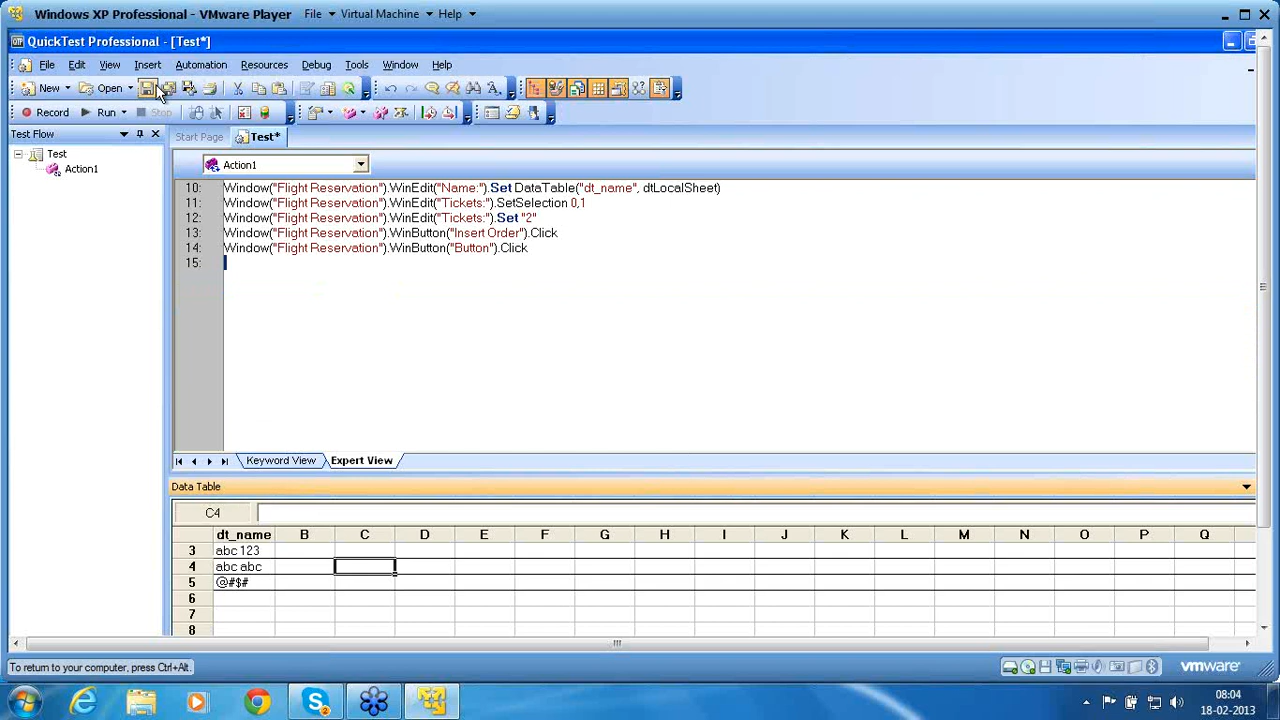 Windows XP Professional - VMware Player File Virtual Machine Help
QuickTest Professional - [Test*]
File Edit View Insert Automation Resources Debug Tools Window Help
New Open
Record Run Stop
Test Flow
Start Page Test*
Test
Action1
Action1
10: Window("Flight Reservation").WinEdit("Name:").Set DataTable("dt_name", dtLocalSheet)
11: Window("Flight Reservation").WinEdit("Tickets:").SetSelection 0,1
12: Window("Flight Reservation").WinEdit("Tickets:").Set "2"
13: Window("Flight Reservation").WinButton("Insert Order").Click
14: Window("Flight Reservation").WinButton("Button").Click
15:
Keyword View Expert View
Data Table
C4
dt_name B C D E F G H I J K L M N O P Q
3 abc 123
4 abc abc
5 @#$#
6
7
8
To return to your computer, press Ctrl+Alt.
vmware
08:04
18-02-2013